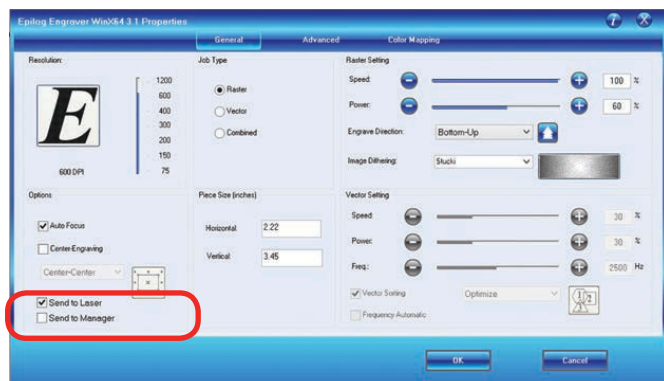 Epilog Engraver WinX64 3.1 Properties
?
X
General
Advanced
Color Mapping
Resolution:
E
1200
600
400
300
200
150
75
600 DPI
Job Type
Raster
Vector
Combined
Raster Setting
Speed:
100 %
Power:
60 %
Engrave Direction:
Bottom-Up
Image Dithering:
Stucki
Options
Auto Focus
Center-Engraving
Center-Center
Send to Laser
Send to Manager
Piece Size (inches)
Horizontal
2.22
Vertical
3.45
Vector Setting
Speed:
30 %
Power:
30 %
Freq.:
2500 Hz
Vector Sorting
Optimize
1 2
Frequency Automatic
OK
Cancel